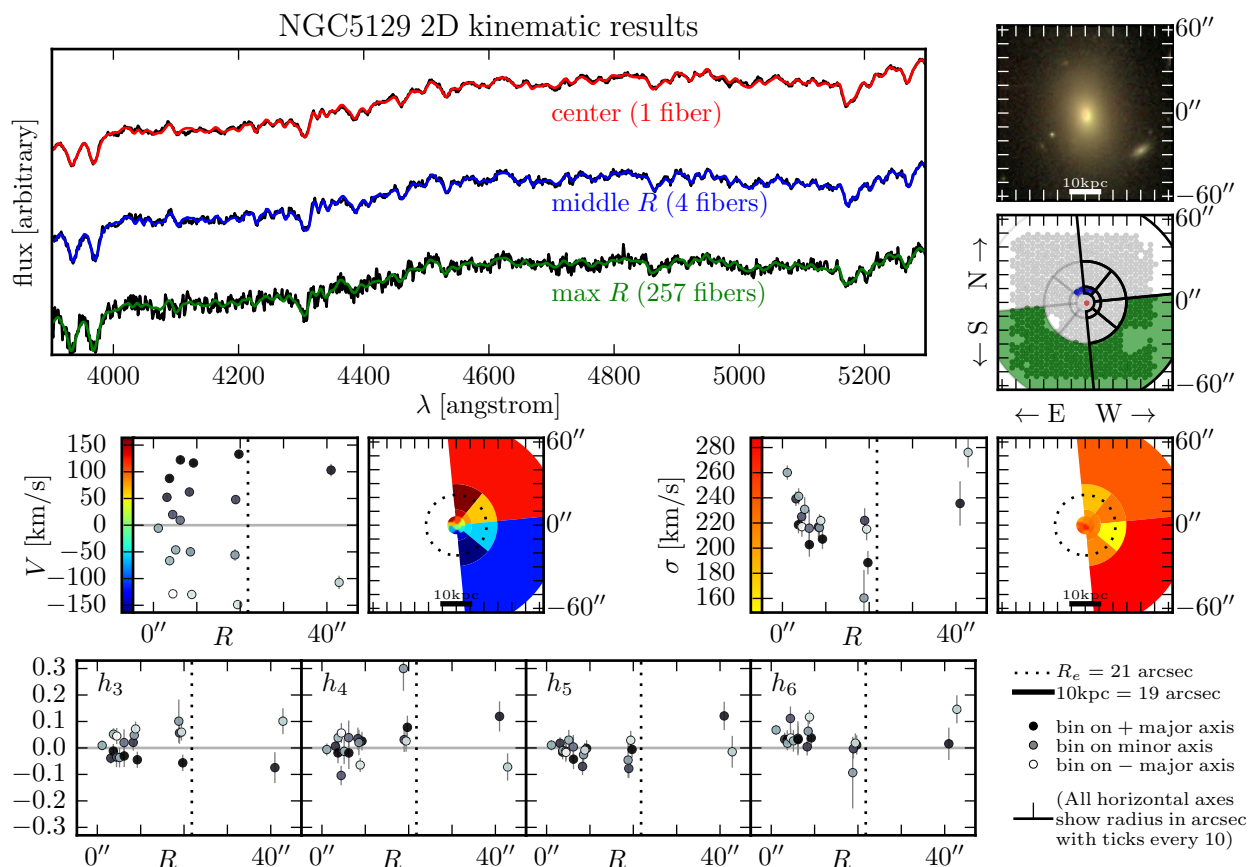 NGC5129 2D kinematic results
flux [arbitrary]
center (1 fiber)
middle R (4 fibers)
max R (257 fibers)
4000 4200 4400 4600 4800 5000 5200
λ [angstrom]
60″
0″
−60″
10kpc
60″
0″
−60″
← S N →
← E W →
V [km/s]
150
100
50
0
−50
−100
−150
0″ R 40″
60″
0″
−60″
10kpc
σ [km/s]
280
260
240
220
200
180
160
0″ R 40″
60″
0″
−60″
10kpc
0.3
0.2
0.1
0.0
−0.1
−0.2
−0.3
h3
h4
h5
h6
0″ R 40″
0″ R 40″
0″ R 40″
0″ R 40″
Re = 21 arcsec
10kpc = 19 arcsec
bin on + major axis
bin on minor axis
bin on − major axis
(All horizontal axes
show radius in arcsec
with ticks every 10)